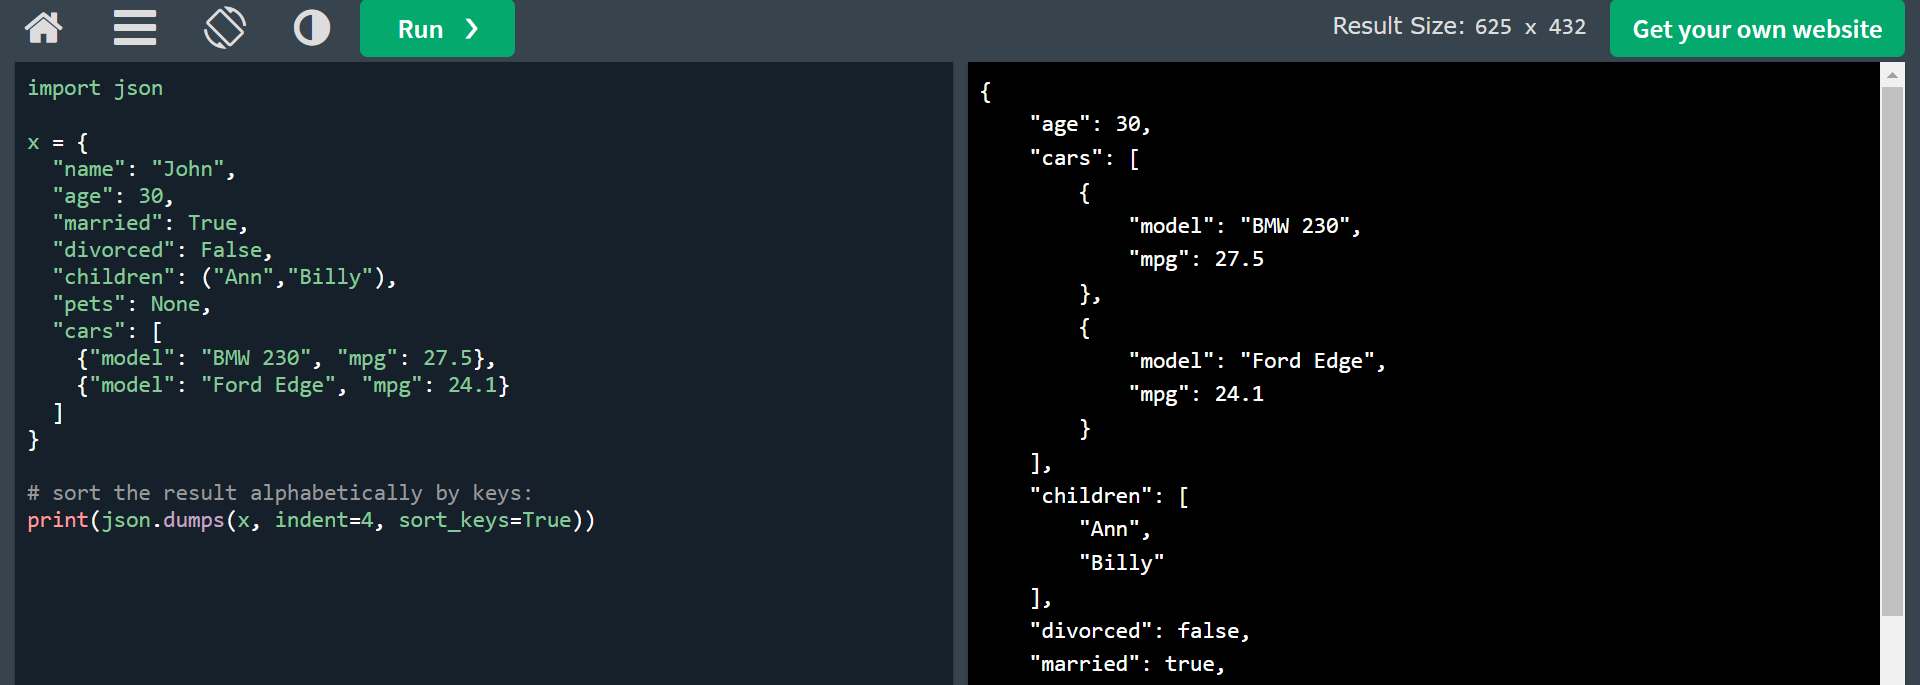 Run ❯
Result Size: 625 x 432
Get your own website
import json
x = {
  "name": "John",
  "age": 30,
  "married": True,
  "divorced": False,
  "children": ("Ann","Billy"),
  "pets": None,
  "cars": [
    {"model": "BMW 230", "mpg": 27.5},
    {"model": "Ford Edge", "mpg": 24.1}
  ]
}
# sort the result alphabetically by keys:
print(json.dumps(x, indent=4, sort_keys=True))
{
    "age": 30,
    "cars": [
        {
            "model": "BMW 230",
            "mpg": 27.5
        },
        {
            "model": "Ford Edge",
            "mpg": 24.1
        }
    ],
    "children": [
        "Ann",
        "Billy"
    ],
    "divorced": false,
    "married": true,